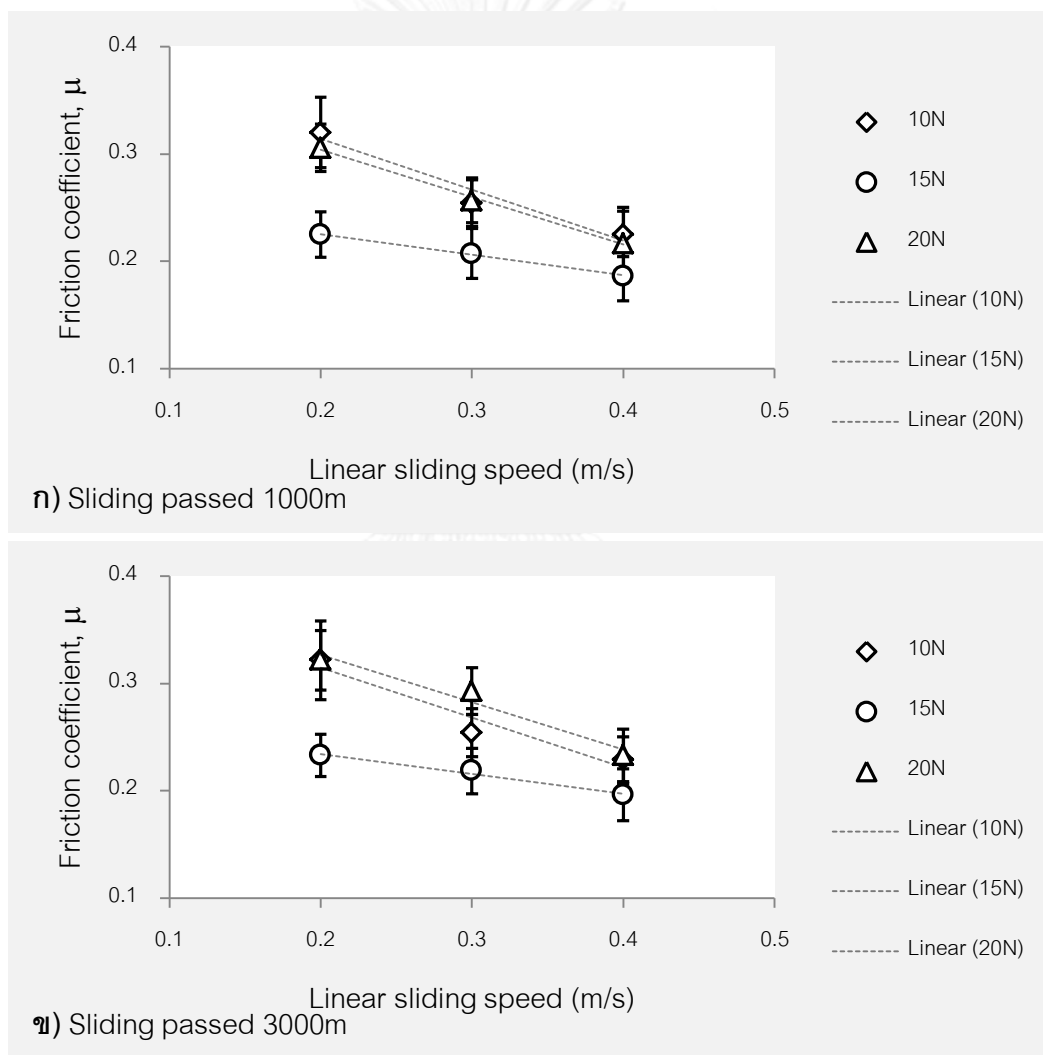 0.4
0.3
0.2
0.1
Friction coefficient, μ
0.1 0.2 0.3 0.4 0.5
Linear sliding speed (m/s)
10N
15N
20N
Linear (10N)
Linear (15N)
Linear (20N)
ก) Sliding passed 1000m
0.4
0.3
0.2
0.1
Friction coefficient, μ
0.1 0.2 0.3 0.4 0.5
Linear sliding speed (m/s)
10N
15N
20N
Linear (10N)
Linear (15N)
Linear (20N)
ข) Sliding passed 3000m